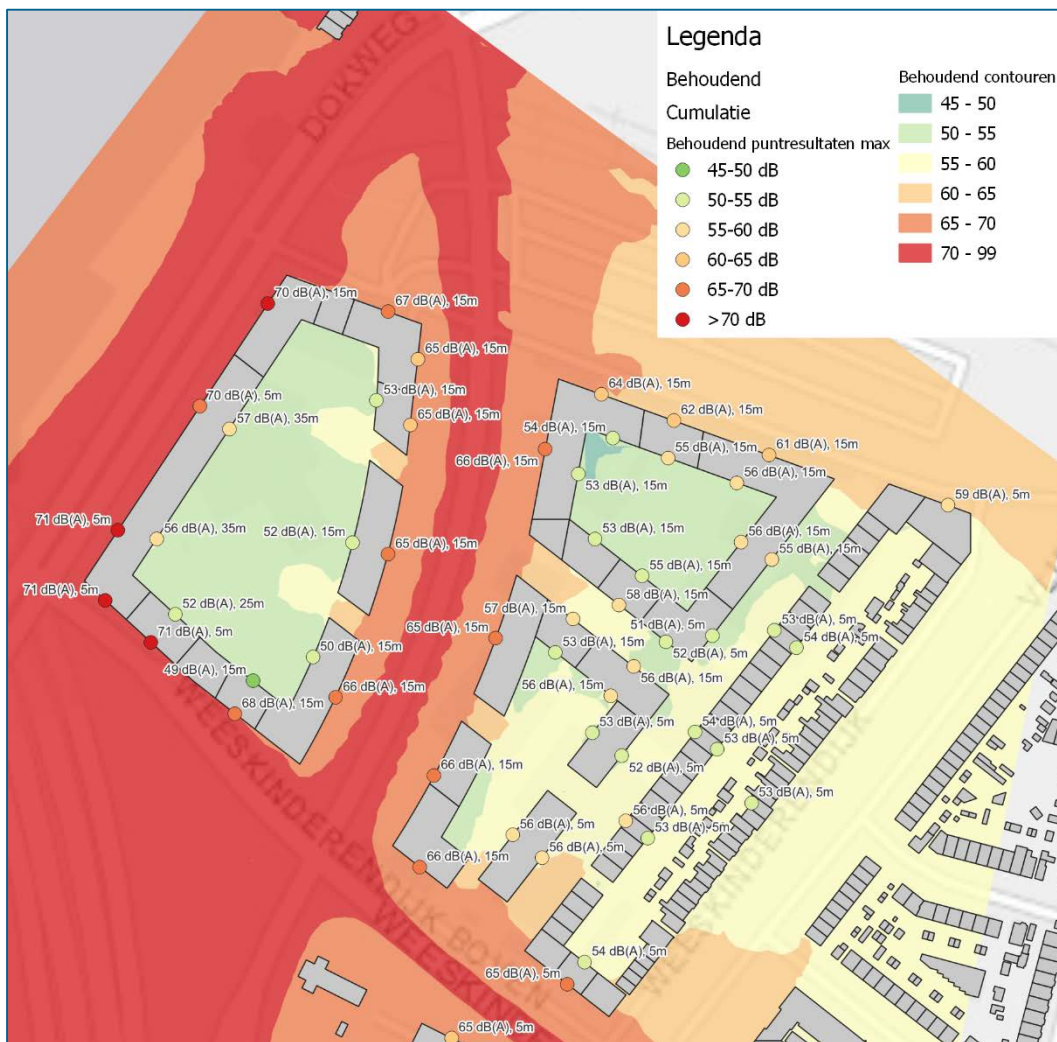 Legenda
Behoudend
Cumulatie
Behoudend puntresultaten max
45-50 dB
50-55 dB
55-60 dB
60-65 dB
65-70 dB
>70 dB
Behoudend contouren
45 - 50
50 - 55
55 - 60
60 - 65
65 - 70
70 - 99
DOKWEG
70 dB(A), 15m
67 dB(A), 15m
65 dB(A), 15m
53 dB(A), 15m
70 dB(A), 5m
57 dB(A), 35m
65 dB(A), 15m
64 dB(A), 15m
62 dB(A), 15m
54 dB(A), 15m
61 dB(A), 15m
66 dB(A), 15m
55 dB(A), 15m
56 dB(A), 15m
53 dB(A), 15m
59 dB(A), 5m
71 dB(A), 5m
56 dB(A), 35m
52 dB(A), 15m
53 dB(A), 15m
56 dB(A), 15m
65 dB(A), 15m
55 dB(A), 15m
55 dB(A), 15m
71 dB(A), 5m
52 dB(A), 25m
57 dB(A), 15m
58 dB(A), 15m
71 dB(A), 5m
65 dB(A), 15m
53 dB(A), 15m
51 dB(A), 5m
52 dB(A), 5m
53 dB(A), 5m
54 dB(A), 5m
50 dB(A), 15m
49 dB(A), 15m
56 dB(A), 15m
56 dB(A), 15m
66 dB(A), 15m
68 dB(A), 15m
53 dB(A), 5m
54 dB(A), 5m
53 dB(A), 5m
52 dB(A), 5m
66 dB(A), 15m
53 dB(A), 5m
56 dB(A), 5m
56 dB(A), 5m
53 dB(A), 5m
66 dB(A), 15m
56 dB(A), 5m
54 dB(A), 5m
65 dB(A), 5m
65 dB(A), 5m
WEESKINDERENDIJK
WEESKINDERENDIJK BO
WEESKINDE